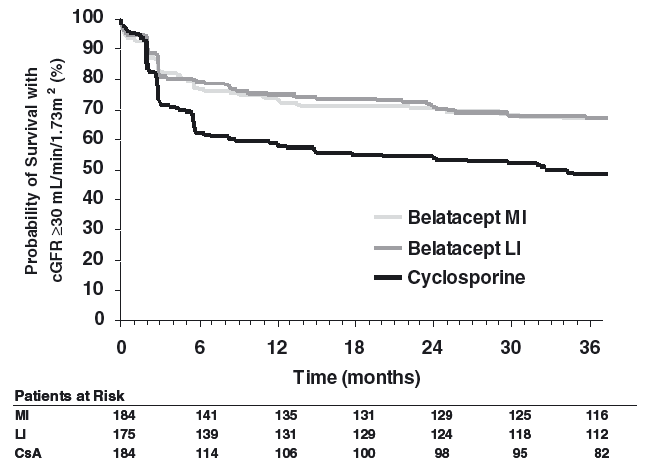 Probability of Survival with
cGFR ≥30 mL/min/1.73m 2 (%)
100
90
80
70
60
50
40
30
20
10
0
Belatacept MI
Belatacept LI
Cyclosporine
0 6 12 18 24 30 36
Time (months)
Patients at Risk
MI 184 141 135 131 129 125 116
LI 175 139 131 129 124 118 112
CsA 184 114 106 100 98 95 82